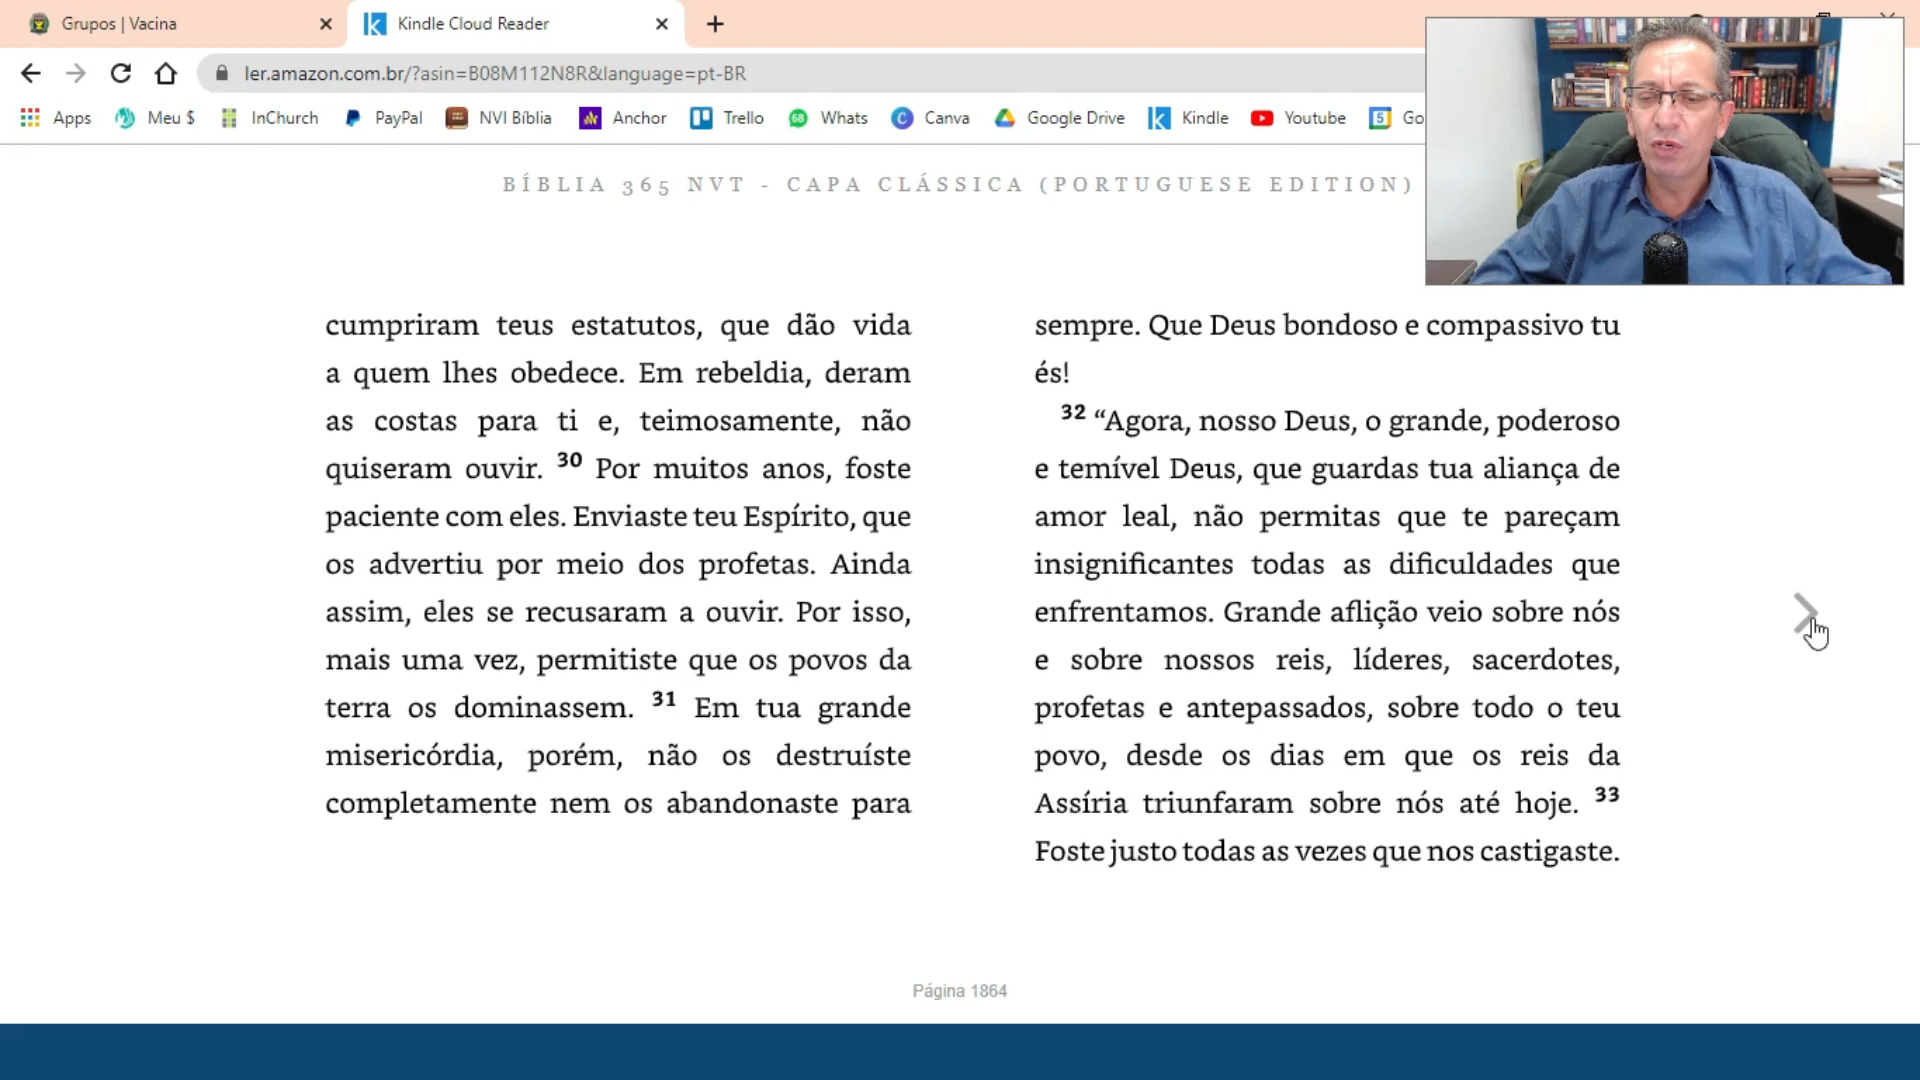 Grupos | Vacina
Kindle Cloud Reader
ler.amazon.com.br/?asin=B08M112N8R&language=pt-BR
Apps Meu $ InChurch PayPal NVI Bíblia Anchor Trello 68 Whats C Canva Google Drive Kindle Youtube 5 Go
BÍBLIA 365 NVT - CAPA CLÁSSICA (PORTUGUESE EDITION)
cumpriram teus estatutos, que dão vida
a quem lhes obedece. Em rebeldia, deram
as costas para ti e, teimosamente, não
quiseram ouvir. 30 Por muitos anos, foste
paciente com eles. Enviaste teu Espírito, que
os advertiu por meio dos profetas. Ainda
assim, eles se recusaram a ouvir. Por isso,
mais uma vez, permitiste que os povos da
terra os dominassem. 31 Em tua grande
misericórdia, porém, não os destruíste
completamente nem os abandonaste para
sempre. Que Deus bondoso e compassivo tu
és!
32 “Agora, nosso Deus, o grande, poderoso
e temível Deus, que guardas tua aliança de
amor leal, não permitas que te pareçam
insignificantes todas as dificuldades que
enfrentamos. Grande aflição veio sobre nós
e sobre nossos reis, líderes, sacerdotes,
profetas e antepassados, sobre todo o teu
povo, desde os dias em que os reis da
Assíria triunfaram sobre nós até hoje. 33
Foste justo todas as vezes que nos castigaste.
Página 1864